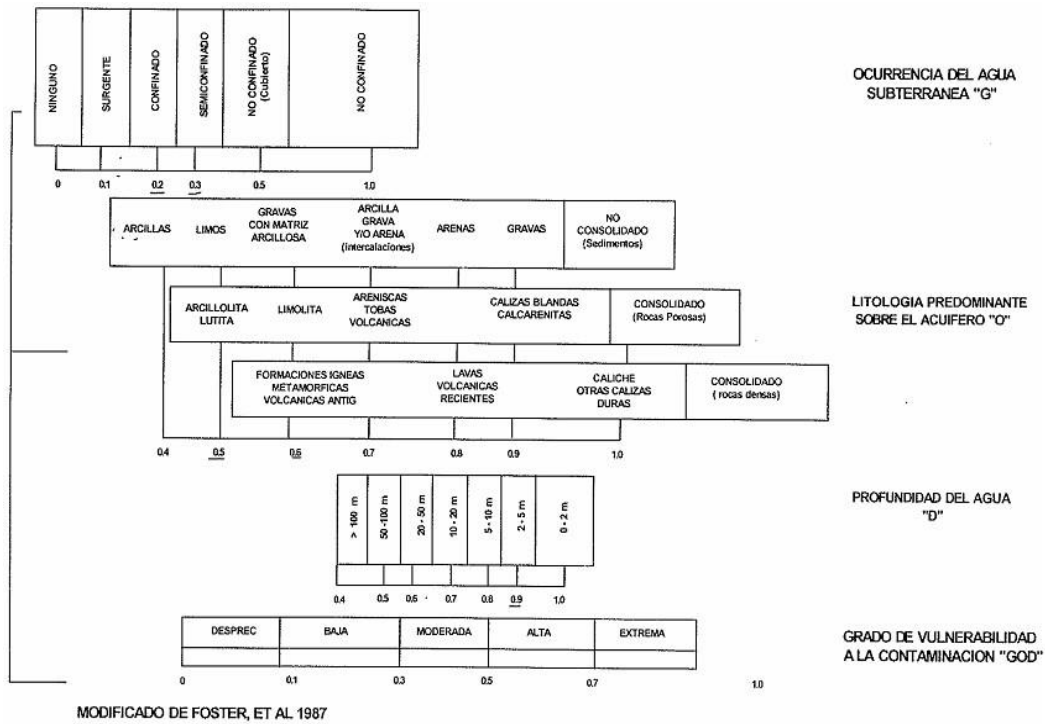 NINGUNO
SURGENTE
CONFINADO
SEMICONFINADO
NO CONFINADO
(Cubierto)
NO CONFINADO
OCURRENCIA DEL AGUA
SUBTERRANEA "G"
0 0.1 0.2 0.3 0.5 1.0
ARCILLAS
LIMOS
GRAVAS
CON MATRIZ
ARCILLOSA
ARCILLA
GRAVA
Y/O ARENA
(intercalaciones)
ARENAS
GRAVAS
NO
CONSOLIDADO
(Sedimentos)
ARCILLOLITA
LUTITA
LIMOLITA
ARENISCAS
TOBAS
VOLCANICAS
CALIZAS BLANDAS
CALCARENITAS
CONSOLIDADO
(Rocas Porosas)
LITOLOGIA PREDOMINANTE
SOBRE EL ACUIFERO "O"
FORMACIONES IGNEAS
METAMORFICAS
VOLCANICAS ANTIG
LAVAS
VOLCANICAS
RECIENTES
CALICHE
OTRAS CALIZAS
DURAS
CONSOLIDADO
( rocas densas)
0.4 0.5 0.6 0.7 0.8 0.9 1.0
> 100 m
50 -100 m
20 - 50 m
10 - 20 m
5 - 10 m
2 - 5 m
0 - 2 m
PROFUNDIDAD DEL AGUA
"D"
0.4 0.5 0.6 0.7 0.8 0.9 1.0
DESPREC
BAJA
MODERADA
ALTA
EXTREMA
GRADO DE VULNERABILIDAD
A LA CONTAMINACION "GOD"
0 0.1 0.3 0.5 0.7 1.0
MODIFICADO DE FOSTER, ET AL 1987